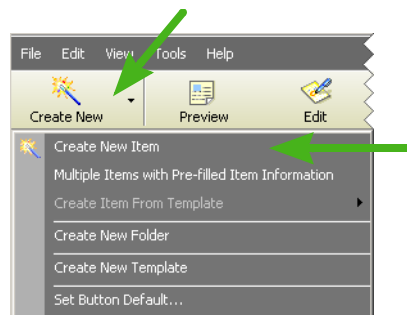 File Edit View Tools Help
Create New Preview Edit
Create New Item
Multiple Items with Pre-filled Item Information
Create Item From Template
Create New Folder
Create New Template
Set Button Default...